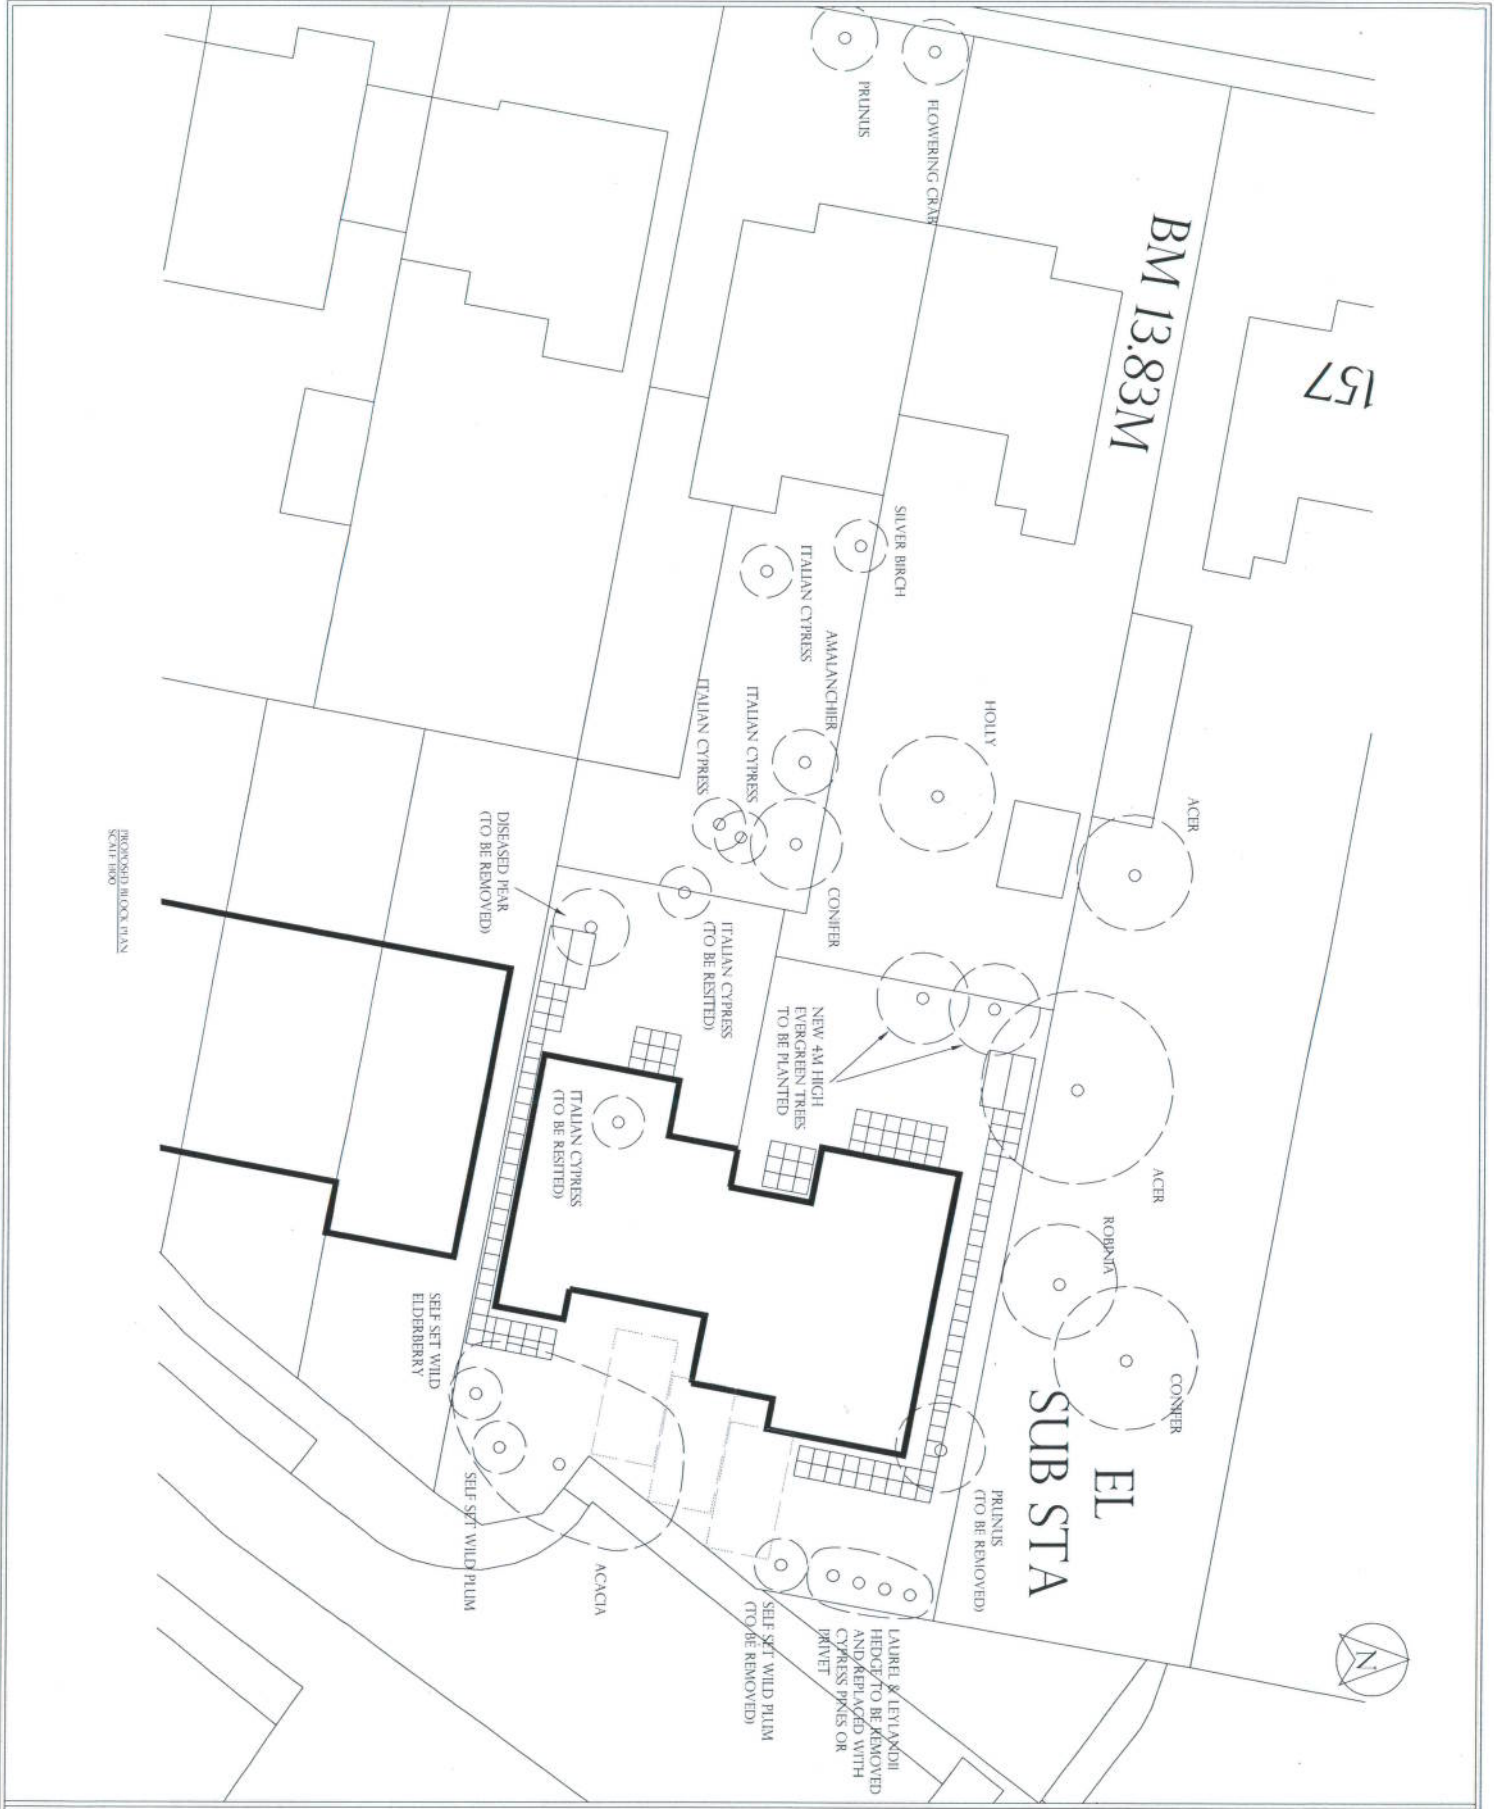 PRUNUS
FLOWERING CRAB
BM 13.83M
157
SILVER BIRCH
ITALIAN CYPRESS
AMALANCHIER
ITALIAN CYPRESS
ITALIAN CYPRESS
HOLLY
ACER
CONIFER
DISEASED PEAR
(TO BE REMOVED)
ITALIAN CYPRESS
(TO BE RESITED)
NEW 4M HIGH
EVERGREEN TREES
TO BE PLANTED
ITALIAN CYPRESS
(TO BE RESITED)
ACER
ROBINIA
CONIFER
EL
SUB STA
SELF SET WILD
ELDERBERRY
SELF SET WILD PLUM
ACACIA
PRUNUS
(TO BE REMOVED)
SELF SET WILD PLUM
(TO BE REMOVED)
LAUREL & LEYLANDII
HEDGE TO BE REMOVED
AND REPLACED WITH
CYPRESS PINES OR
PRIVET
N
PROPOSED BLOCK PLAN
SCALE 1:100